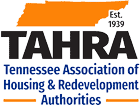 Est.
1939
TAHRA
Tennessee Association of
Housing & Redevelopment
Authorities